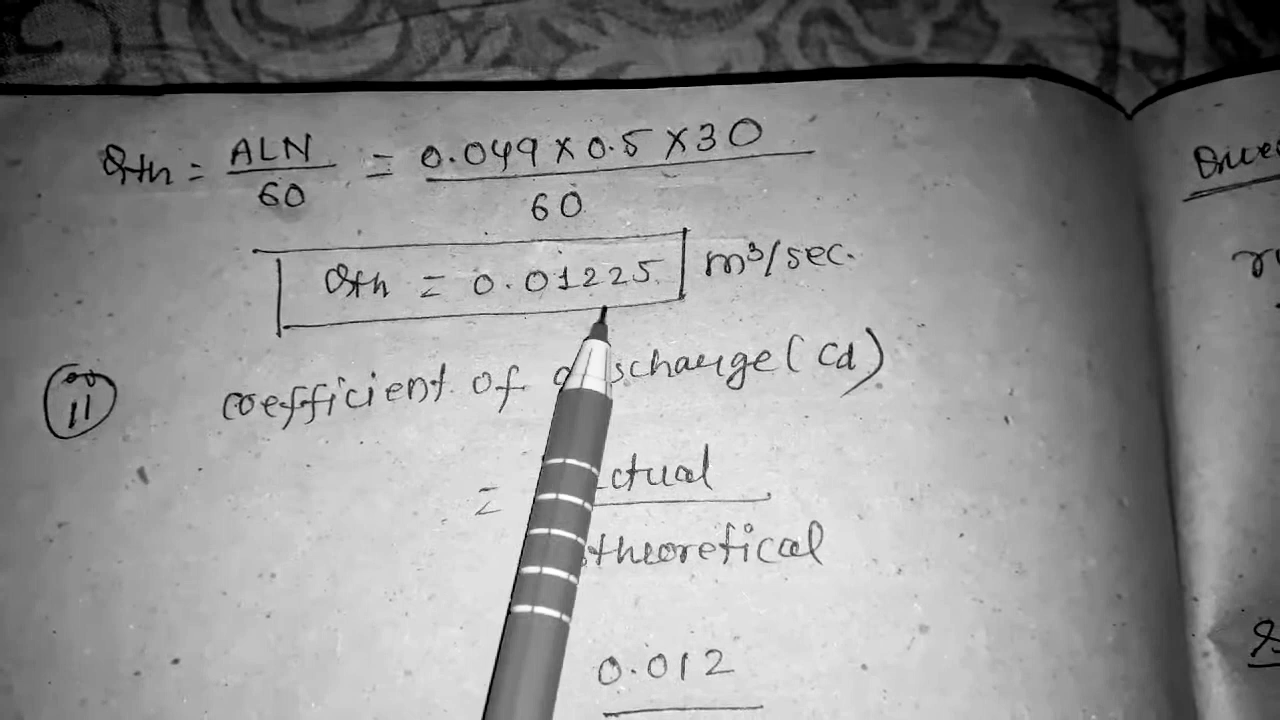 Qth = ALN / 60 = 0.049 x 0.5 x 30 / 60
Qth = 0.01225 m³/sec.
ii coefficient of discharge (Cd)
= ctual
theoretical
0.012